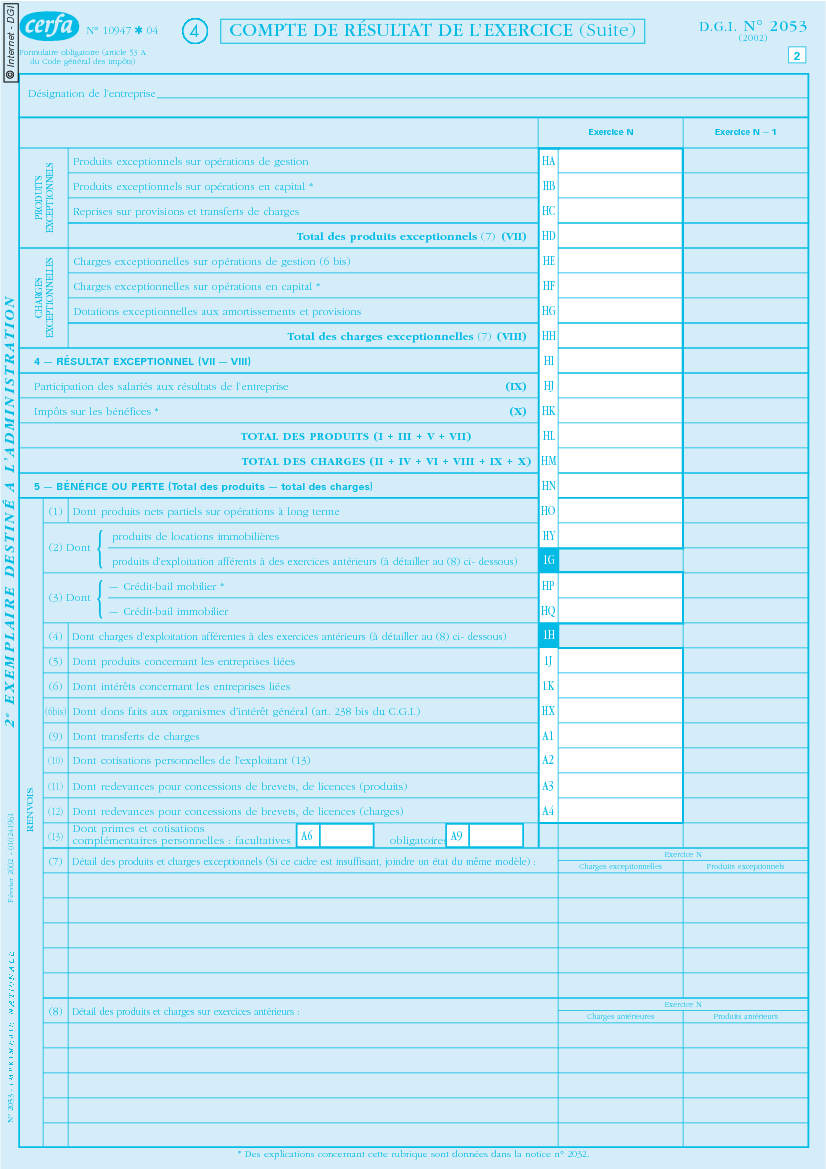 © Internet - DGI
cerfa
N° 10947 ✱ 04
Formulaire obligatoire (article 53 A
du Code général des impôts)
4
COMPTE DE RÉSULTAT DE L'EXERCICE (Suite)
D.G.I. N° 2053
(2002)
2
Désignation de l'entreprise
Exercice N
Exercice N – 1
PRODUITS
EXCEPTIONNELS
Produits exceptionnels sur opérations de gestion HA
Produits exceptionnels sur opérations en capital * HB
Reprises sur provisions et transferts de charges HC
Total des produits exceptionnels (7) (VII) HD
CHARGES
EXCEPTIONNELLES
Charges exceptionnelles sur opérations de gestion (6 bis) HE
Charges exceptionnelles sur opérations en capital * HF
Dotations exceptionnelles aux amortissements et provisions HG
Total des charges exceptionnelles (7) (VIII) HH
4 — RÉSULTAT EXCEPTIONNEL (VII — VIII) HI
Participation des salariés aux résultats de l'entreprise (IX) HJ
Impôts sur les bénéfices * (X) HK
TOTAL DES PRODUITS (I + III + V + VII) HL
TOTAL DES CHARGES (II + IV + VI + VIII + IX + X) HM
5 — BÉNÉFICE OU PERTE (Total des produits — total des charges) HN
RENVOIS
(1) Dont produits nets partiels sur opérations à long terme HO
(2) Dont
produits de locations immobilières HY
produits d'exploitation afférents à des exercices antérieurs (à détailler au (8) ci- dessous) 1G
(3) Dont
— Crédit-bail mobilier * HP
— Crédit-bail immobilier HQ
(4) Dont charges d'exploitation afférentes à des exercices antérieurs (à détailler au (8) ci- dessous) 1H
(5) Dont produits concernant les entreprises liées 1J
(6) Dont intérêts concernant les entreprises liées 1K
(6bis) Dont dons faits aux organismes d'intérêt général (art. 238 bis du C.G.I.) HX
(9) Dont transferts de charges A1
(10) Dont cotisations personnelles de l'exploitant (13) A2
(11) Dont redevances pour concessions de brevets, de licences (produits) A3
(12) Dont redevances pour concessions de brevets, de licences (charges) A4
(13) Dont primes et cotisations
complémentaires personnelles : facultatives A6 obligatoires A9
(7) Détail des produits et charges exceptionnels (Si ce cadre est insuffisant, joindre un état du même modèle) :
Exercice N
Charges exceptionnelles Produits exceptionnels
(8) Détail des produits et charges sur exercices antérieurs :
Exercice N
Charges antérieures Produits antérieurs
* Des explications concernant cette rubrique sont données dans la notice n° 2032.
2e EXEMPLAIRE DESTINÉ A L'ADMINISTRATION
N° 2053 - IMPRIMERIE NATIONALE